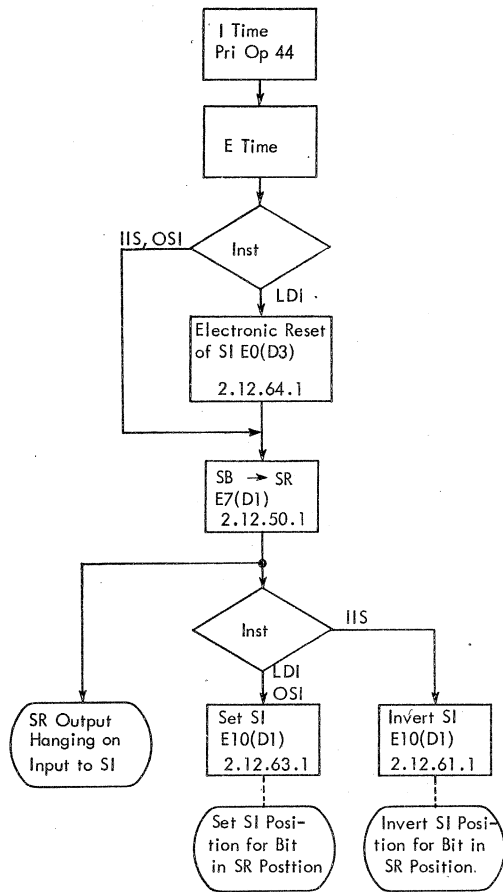 I Time
Pri Op 44
E Time
IIS, OSI
Inst
LDI
Electronic Reset
of SI E0(D3)
2.12.64.1
SB → SR
E7(D1)
2.12.50.1
Inst
IIS
LDI
OSI
SR Output
Hanging on
Input to SI
Set SI
E10(D1)
2.12.63.1
Invert SI
E10(D1)
2.12.61.1
Set SI Posi-
tion for Bit
in SR Position
Invert SI Posi-
tion for Bit in
SR Position.